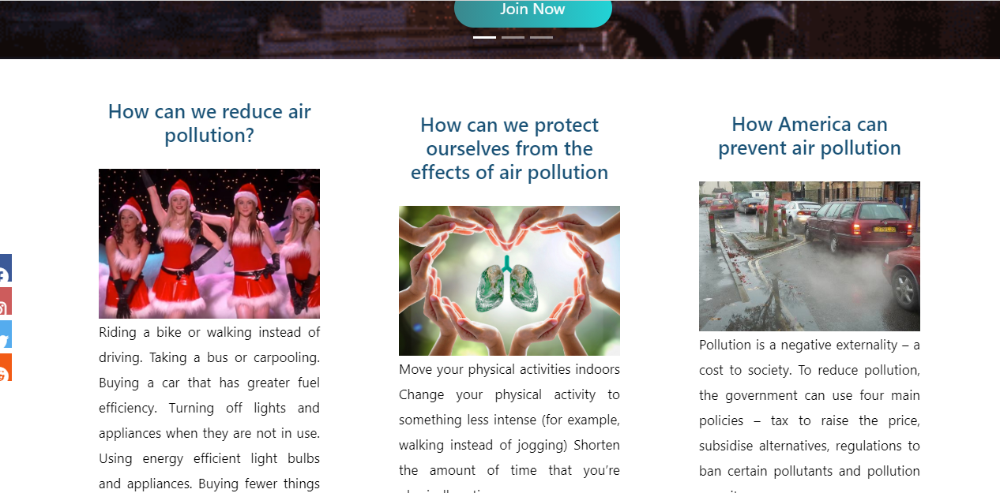 Join Now
How can we reduce air
pollution?
Riding a bike or walking instead of
driving. Taking a bus or carpooling.
Buying a car that has greater fuel
efficiency. Turning off lights and
appliances when they are not in use.
Using energy efficient light bulbs
and appliances. Buying fewer things
How can we protect
ourselves from the
effects of air pollution
Move your physical activities indoors
Change your physical activity to
something less intense (for example,
walking instead of jogging) Shorten
the amount of time that you’re
How America can
prevent air pollution
Pollution is a negative externality – a
cost to society. To reduce pollution,
the government can use four main
policies – tax to raise the price,
subsidise alternatives, regulations to
ban certain pollutants and pollution